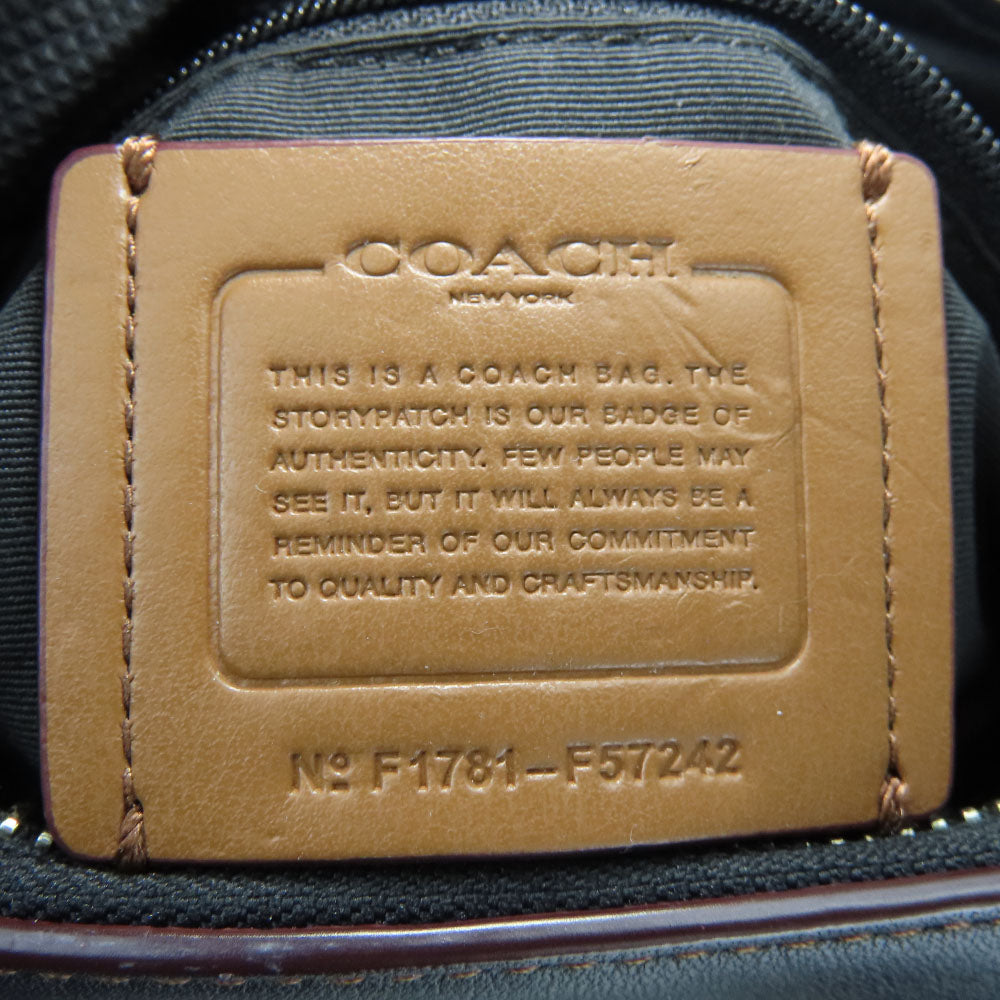 COACH
NEW YORK
THIS IS A COACH BAG. THE
STORYPATCH IS OUR BADGE OF
AUTHENTICITY. FEW PEOPLE MAY
SEE IT, BUT IT WILL ALWAYS BE A
REMINDER OF OUR COMMITMENT
TO QUALITY AND CRAFTSMANSHIP.
Nº F1781-F57242